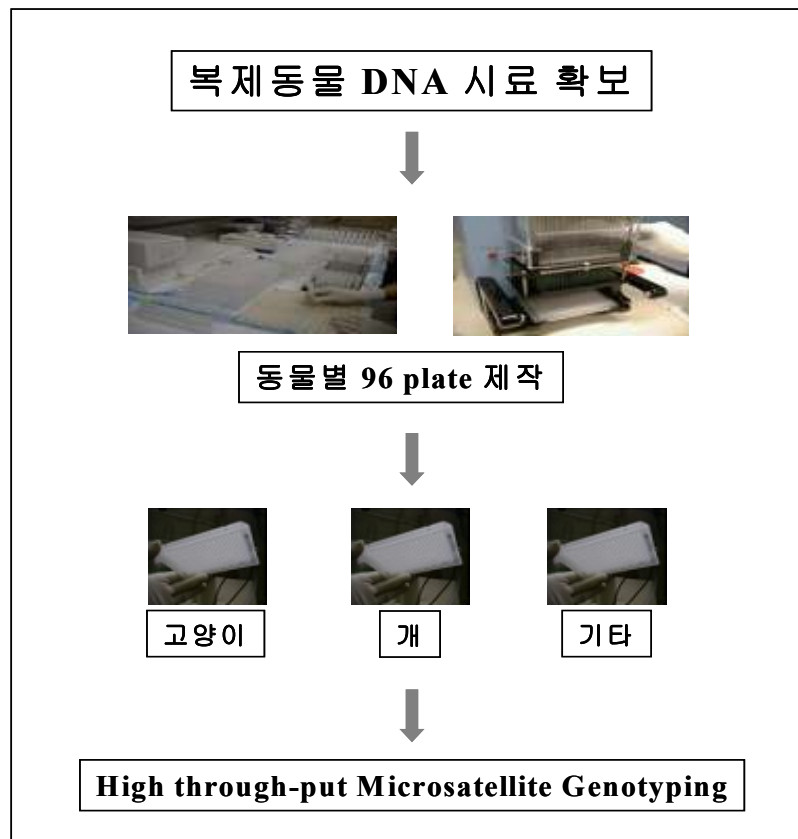 복제동물 DNA 시료 확보
동물별 96 plate 제작
고양이
개
기타
High through-put Microsatellite Genotyping